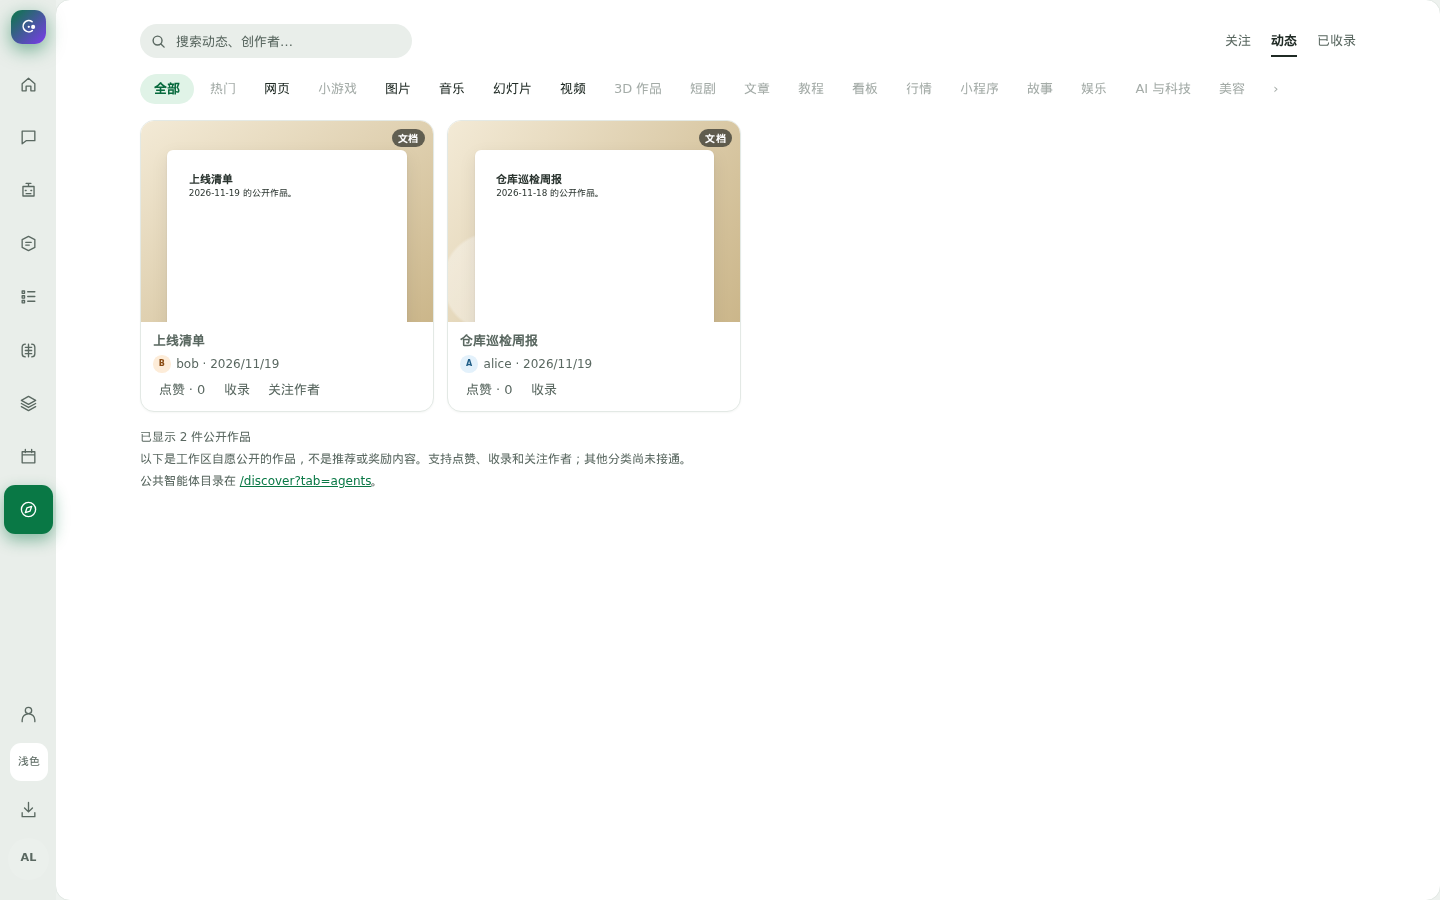 搜索动态、创作者…
关注 动态 已收录
全部 热门 网页 小游戏 图片 音乐 幻灯片 视频 3D 作品 短剧 文章 教程 看板 行情 小程序 故事 娱乐 AI 与科技 美容 ›
文档
上线清单
2026-11-19 的公开作品。
上线清单
B bob · 2026/11/19
点赞 · 0 收录 关注作者
文档
仓库巡检周报
2026-11-18 的公开作品。
仓库巡检周报
A alice · 2026/11/19
点赞 · 0 收录
已显示 2 件公开作品
以下是工作区自愿公开的作品，不是推荐或奖励内容。支持点赞、收录和关注作者；其他分类尚未接通。
公共智能体目录在 /discover?tab=agents。
浅色
AL